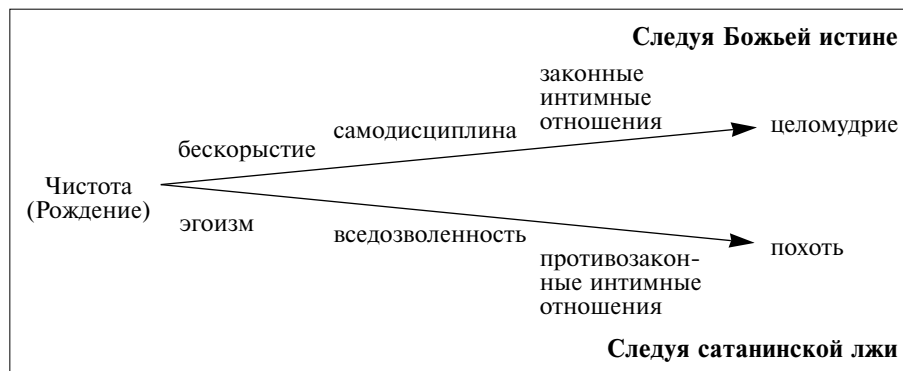 Следуя Божьей истине
законные
интимные
отношения
самодисциплина
бескорыстие
целомудрие
Чистота
(Рождение)
эгоизм
вседозволенность
похоть
противозакон-
ные интимные
отношения
Следуя сатанинской лжи